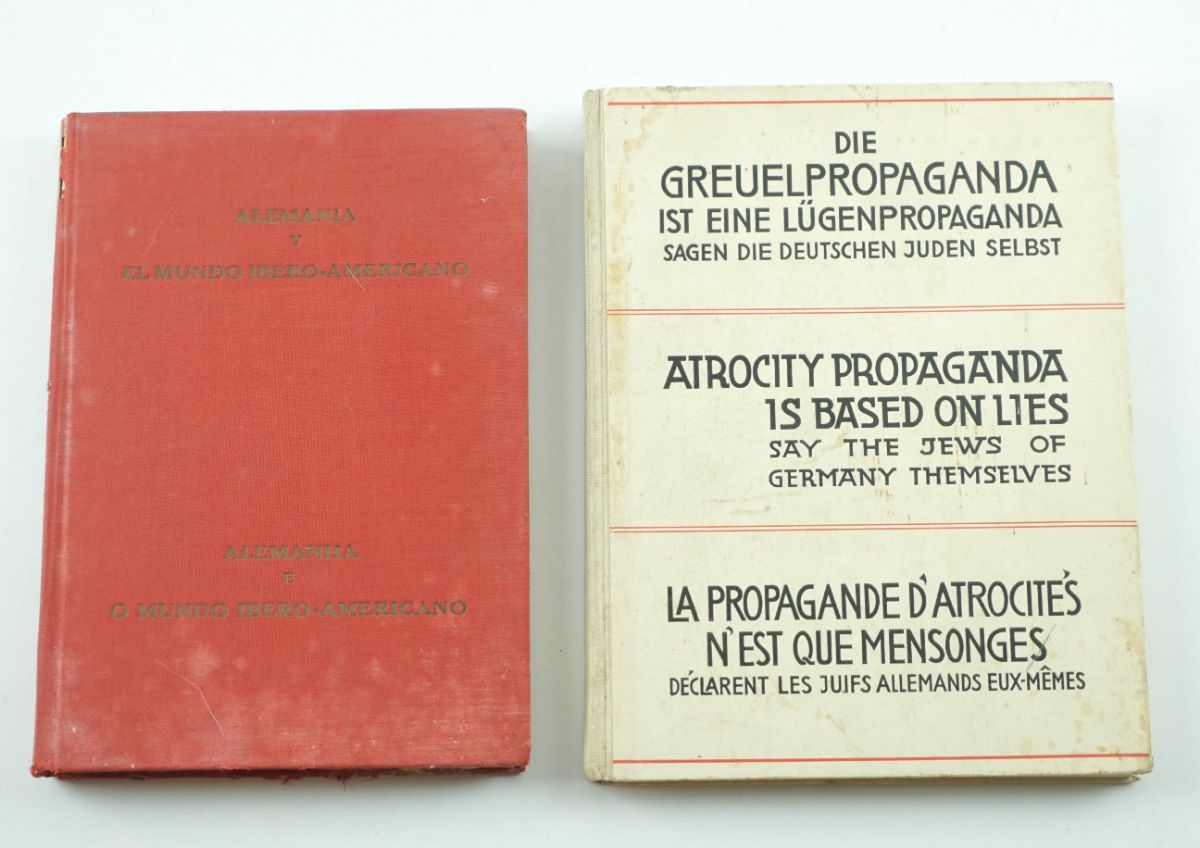 ALEMANIA
Y
EL MUNDO IBERO-AMERICANO
ALEMANHA
E
O MUNDO IBERO-AMERICANO
DIE
GREUELPROPAGANDA
IST EINE LÜGENPROPAGANDA
SAGEN DIE DEUTSCHEN JUDEN SELBST
ATROCITY PROPAGANDA
IS BASED ON LIES
SAY THE JEWS OF
GERMANY THEMSELVES
LA PROPAGANDE D'ATROCITÉS
N'EST QUE MENSONGES
DÉCLARENT LES JUIFS ALLEMANDS EUX-MÊMES